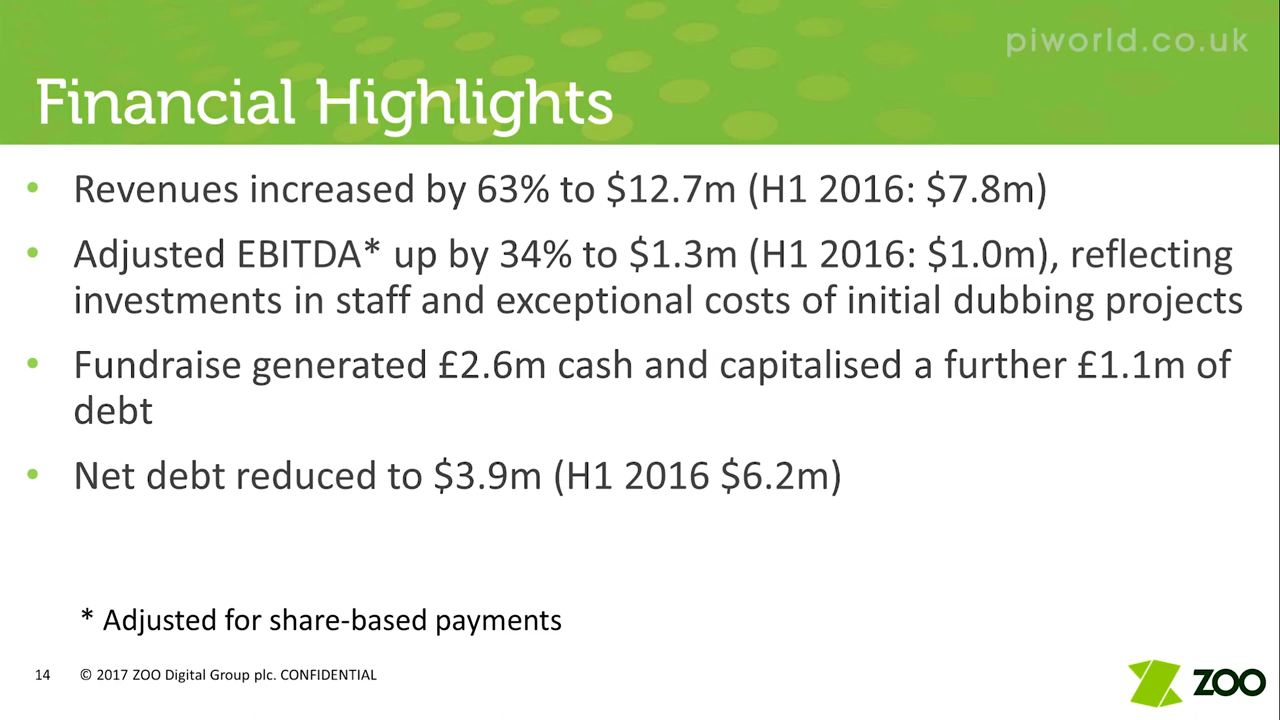 piworld.co.uk
Financial Highlights
• Revenues increased by 63% to $12.7m (H1 2016: $7.8m)
• Adjusted EBITDA* up by 34% to $1.3m (H1 2016: $1.0m), reflecting
investments in staff and exceptional costs of initial dubbing projects
• Fundraise generated £2.6m cash and capitalised a further £1.1m of
debt
• Net debt reduced to $3.9m (H1 2016 $6.2m)
* Adjusted for share-based payments
14 © 2017 ZOO Digital Group plc. CONFIDENTIAL
ZOO